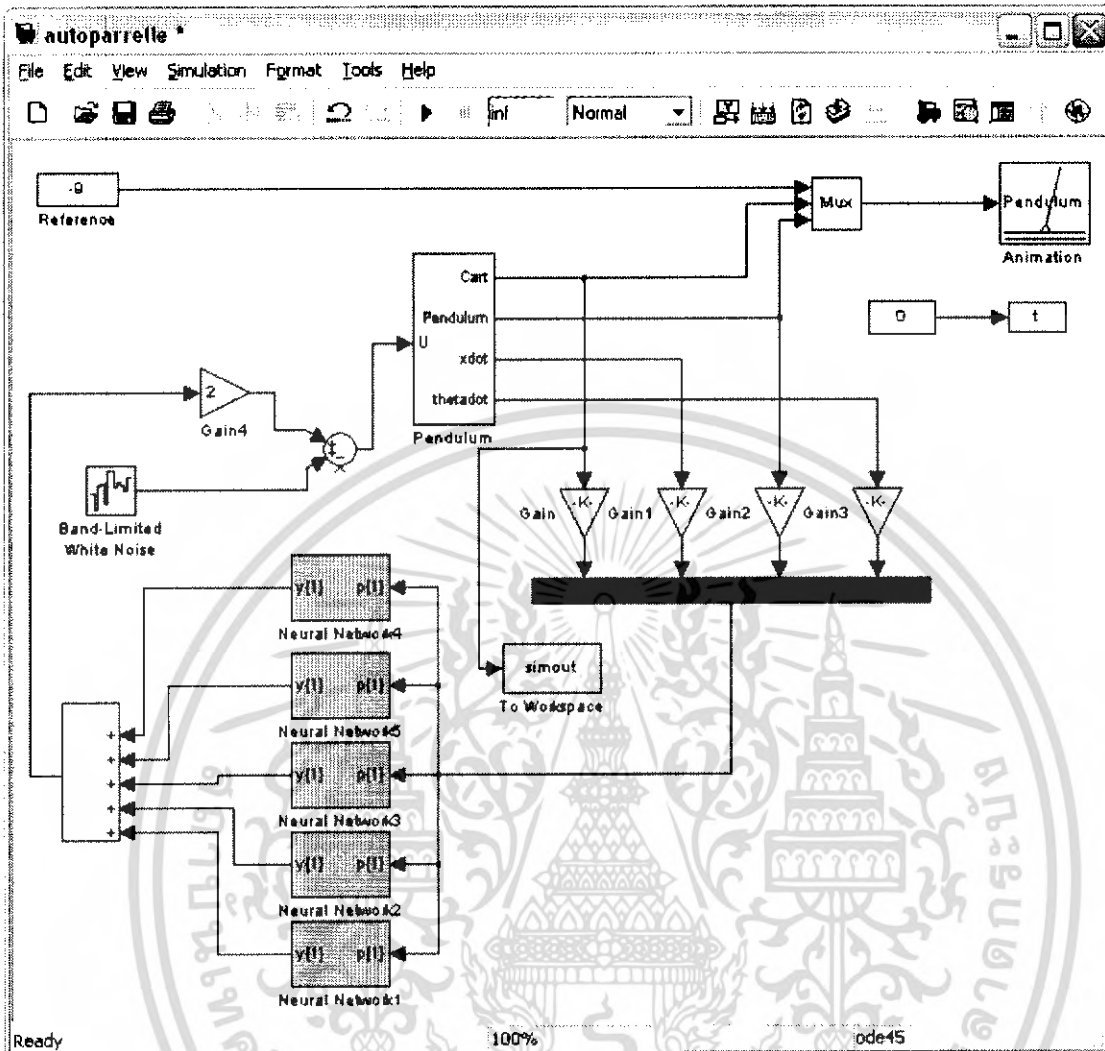 autoparrelle *
File Edit View Simulation Format Tools Help
inf Normal
-9
Reference
Mux
Pendulum
Animation
Cart
Pendulum
U
xdot
thetadot
Pendulum
0
t
2
Gain4
Band-Limited
White Noise
-K-
-K-
-K-
-K-
Gain
Gain1
Gain2
Gain3
simout
To Workspace
y{1} p{1}
Neural Network4
y{1} p{1}
Neural Network5
y{1} p{1}
Neural Network3
y{1} p{1}
Neural Network2
y{1} p{1}
Neural Network1
+
+
+
+
+
Ready 100% ode45